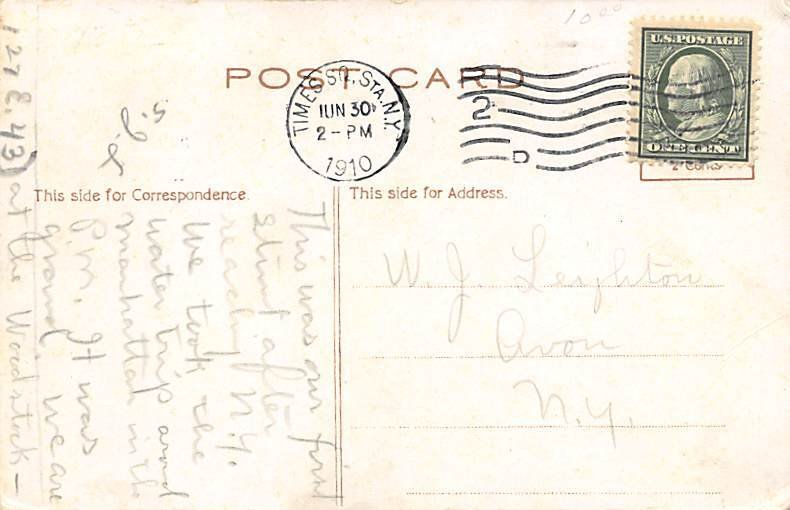 POST CARD
TIMES SQ. STA. N.Y.
JUN 30
2-PM
1910
2
D
U.S. POSTAGE
ONE CENT
This side for Correspondence.
This side for Address.
W. J. Leighton
Avon
N.Y.
This was our first
stunt after
reaching N.Y.
We took the
water trip around
Manhattan in the
P.M. It was
grand. We are
at the Woodstock—
127 E. 43)